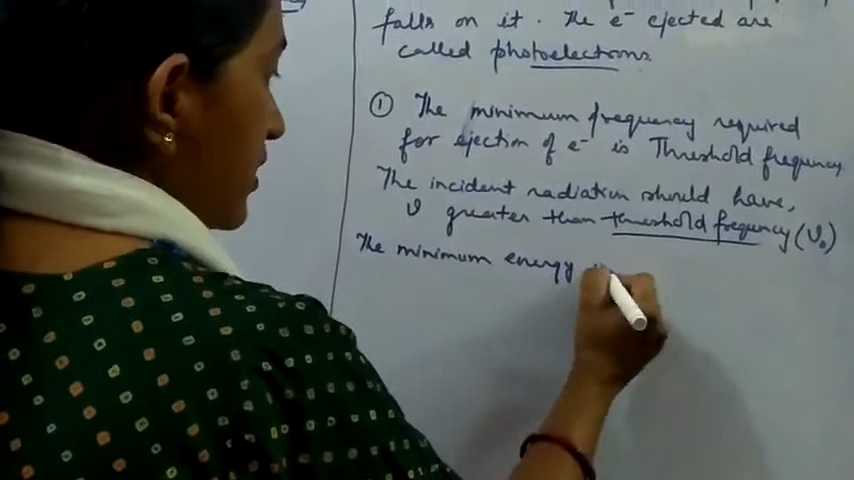 falls on it. The e⁻ ejected are
called photoelectrons.
① The minimum frequency required
for ejection of e⁻ is Threshold frequency.
The incident radiation should have,
υ greater than threshold frequency (υ₀)
The minimum energy